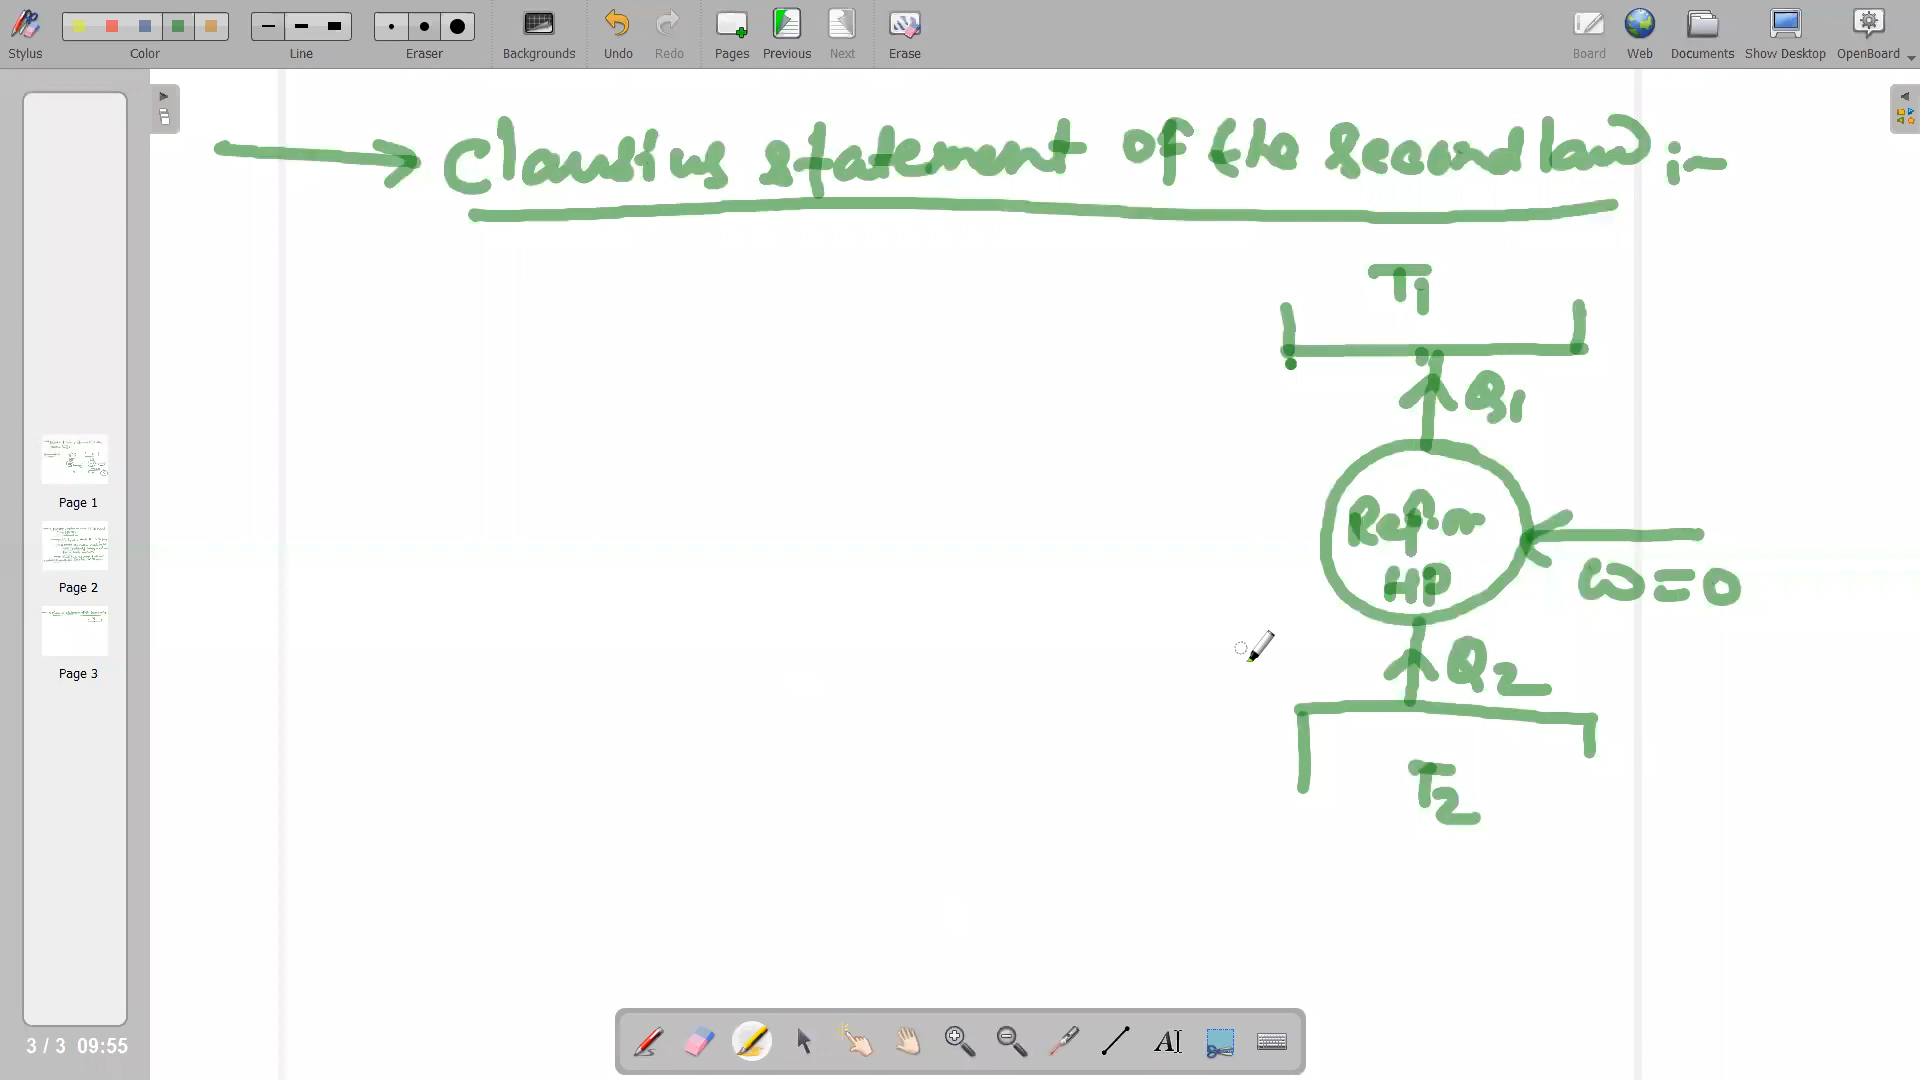 Stylus
Color
Line
Eraser
Backgrounds
Undo
Redo
Pages
Previous
Next
Erase
Board
Web
Documents
Show Desktop
OpenBoard
→ Clausius statement of the Second law :-
T1
Q1
Ref. or
HP
W = 0
Q2
T2
Page 1
Page 2
Page 3
3 / 3 09:55